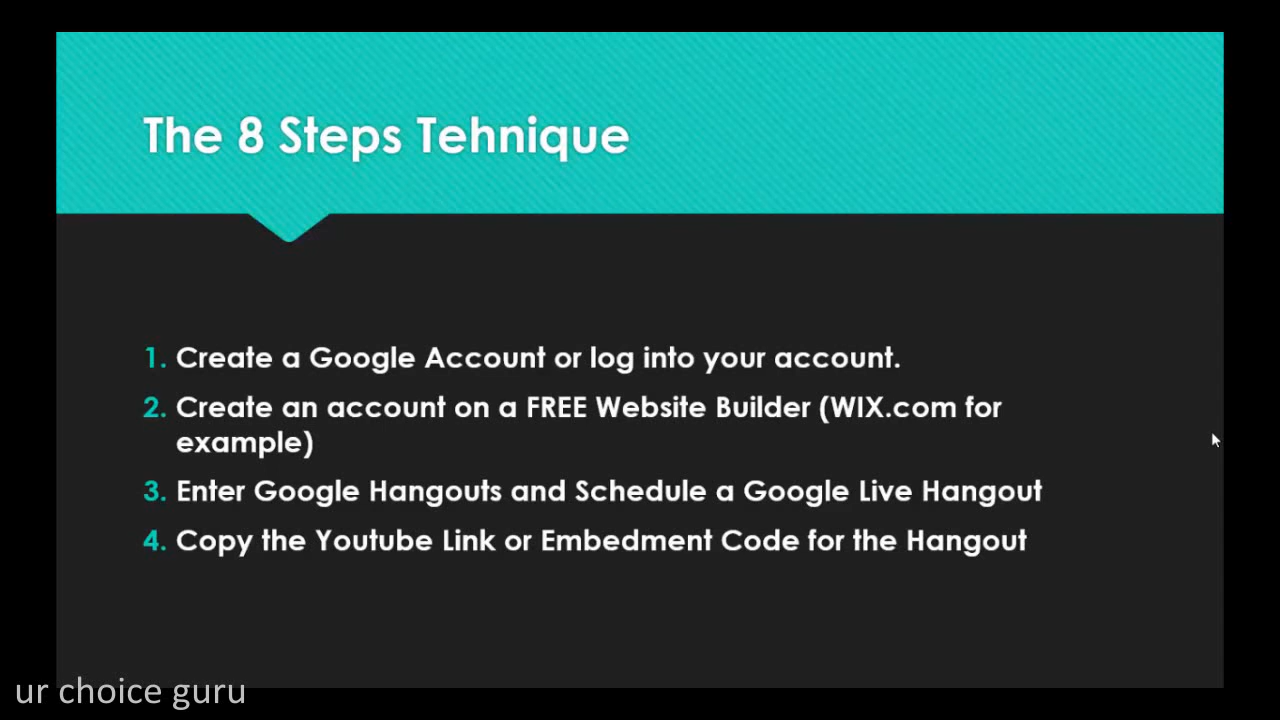 The 8 Steps Tehnique
1. Create a Google Account or log into your account.
2. Create an account on a FREE Website Builder (WIX.com for
example)
3. Enter Google Hangouts and Schedule a Google Live Hangout
4. Copy the Youtube Link or Embedment Code for the Hangout
ur choice guru